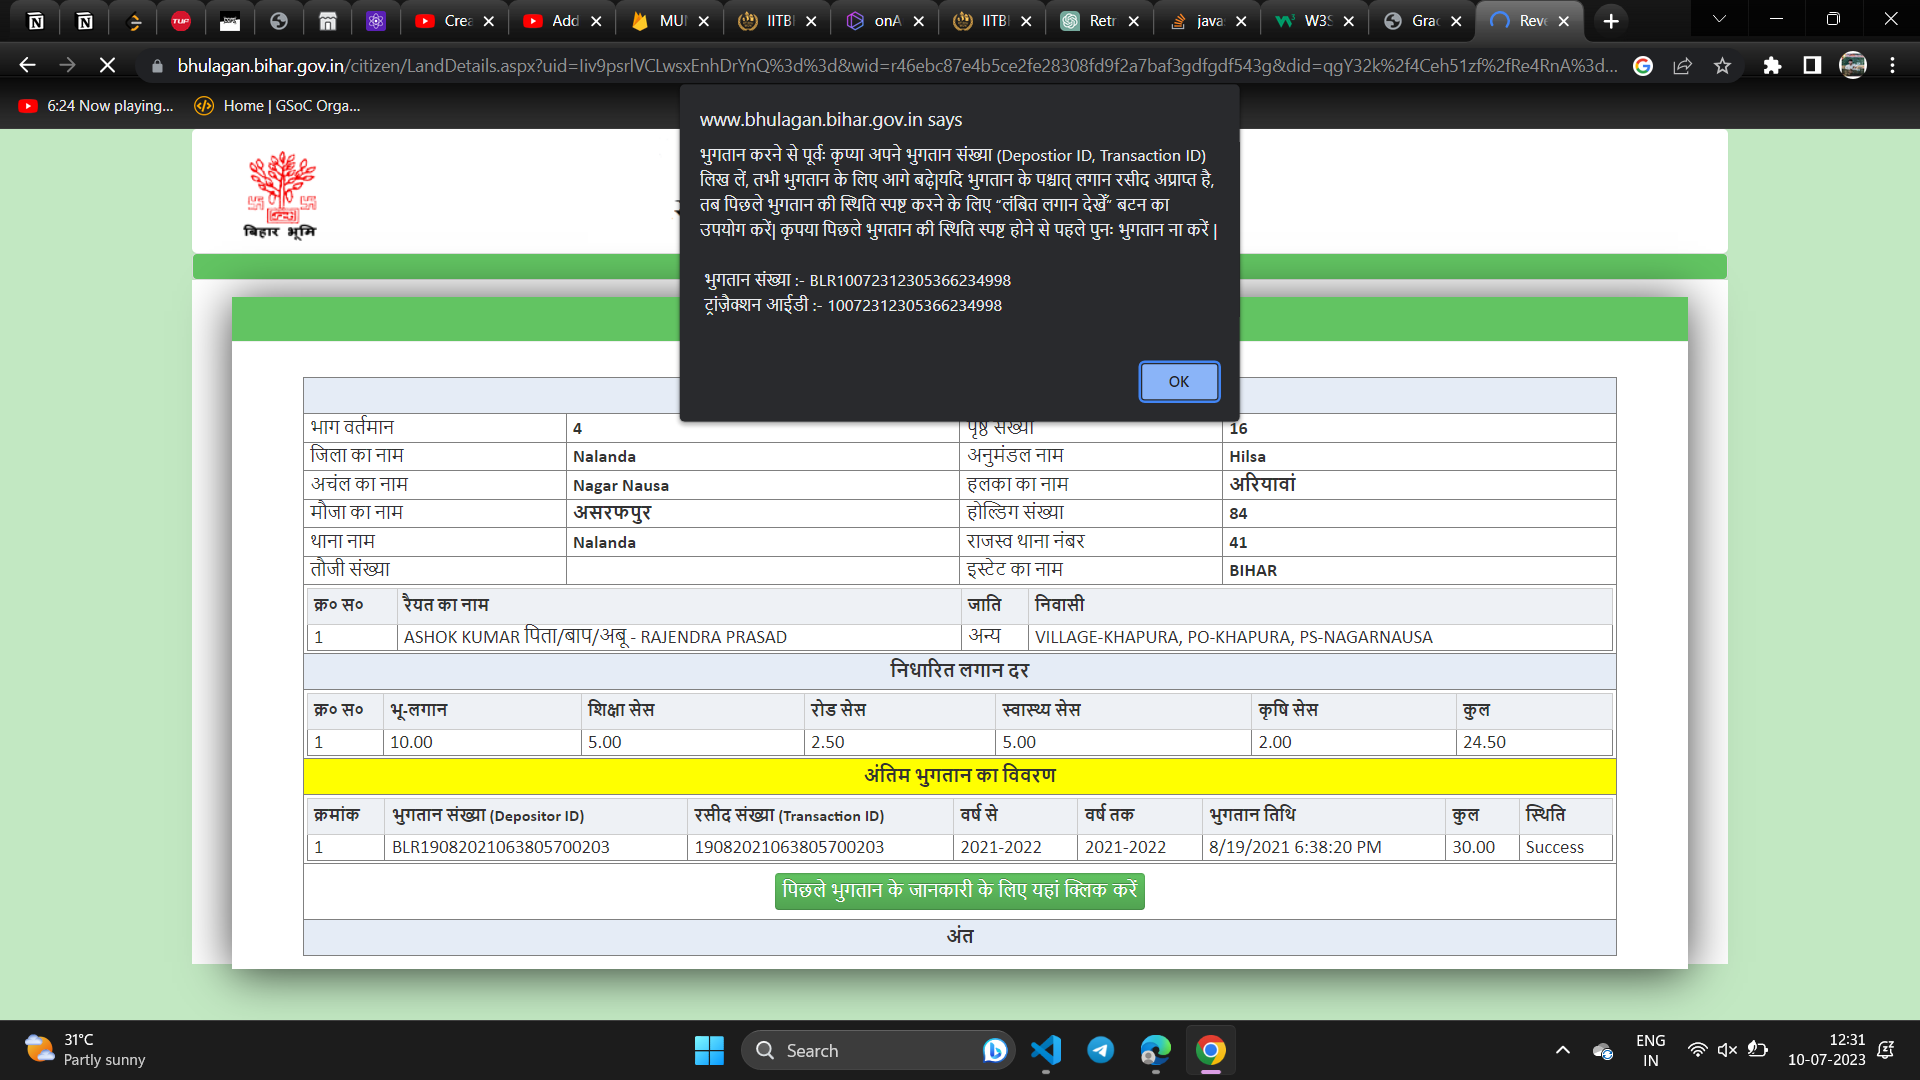 Crea
Add
MUI
IITBI
onA
IITBI
Retr
java
W3S
Grac
Reve
bhulagan.bihar.gov.in/citizen/LandDetails.aspx?uid=Iiv9psrlVCLwsxEnhDrYnQ%3d%3d&wid=r46ebc87e4b5ce2fe28308fd9f2a7baf3gdfgdf543g&did=qgY32k%2f4Ceh51zf%2fRe4RnA%3d...
6:24 Now playing...
Home | GSoC Orga...
बिहार भूमि
www.bhulagan.bihar.gov.in says
भुगतान करने से पूर्वः कृप्या अपने भुगतान संख्या (Depostior ID, Transaction ID)
लिख लें, तभी भुगतान के लिए आगे बढ़े|यदि भुगतान के पश्चात् लगान रसीद अप्राप्त है,
तब पिछले भुगतान की स्थिति स्पष्ट करने के लिए “लंबित लगान देखेँ” बटन का
उपयोग करें| कृपया पिछले भुगतान की स्थिति स्पष्ट होने से पहले पुनः भुगतान ना करें |
भुगतान संख्या :- BLR10072312305366234998
ट्रांज़ैक्शन आईडी :- 10072312305366234998
OK
भाग वर्तमान 4 पृष्ठ संख्या 16
जिला का नाम Nalanda अनुमंडल नाम Hilsa
अचंल का नाम Nagar Nausa हलका का नाम अरियावां
मौजा का नाम असरफपुर होल्डिग संख्या 84
थाना नाम Nalanda राजस्व थाना नंबर 41
तौजी संख्या इस्टेट का नाम BIHAR
क्र० स० रैयत का नाम जाति निवासी
1 ASHOK KUMAR पिता/बाप/अबू - RAJENDRA PRASAD अन्य VILLAGE-KHAPURA, PO-KHAPURA, PS-NAGARNAUSA
निधारित लगान दर
क्र० स० भू-लगान शिक्षा सेस रोड सेस स्वास्थ्य सेस कृषि सेस कुल
1 10.00 5.00 2.50 5.00 2.00 24.50
अंतिम भुगतान का विवरण
क्रमांक भुगतान संख्या (Depositor ID) रसीद संख्या (Transaction ID) वर्ष से वर्ष तक भुगतान तिथि कुल स्थिति
1 BLR19082021063805700203 19082021063805700203 2021-2022 2021-2022 8/19/2021 6:38:20 PM 30.00 Success
पिछले भुगतान के जानकारी के लिए यहां क्लिक करें
अंत
31°C
Partly sunny
Search
ENG
IN
12:31
10-07-2023